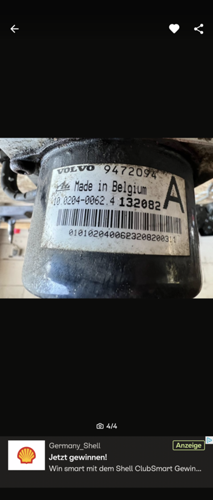 VOLVO 9472094
Ate Made in Belgium A
10.0204-0062.4 132082
4/4
Germany_Shell
Anzeige
Jetzt gewinnen!
Win smart mit dem Shell ClubSmart Gewin...